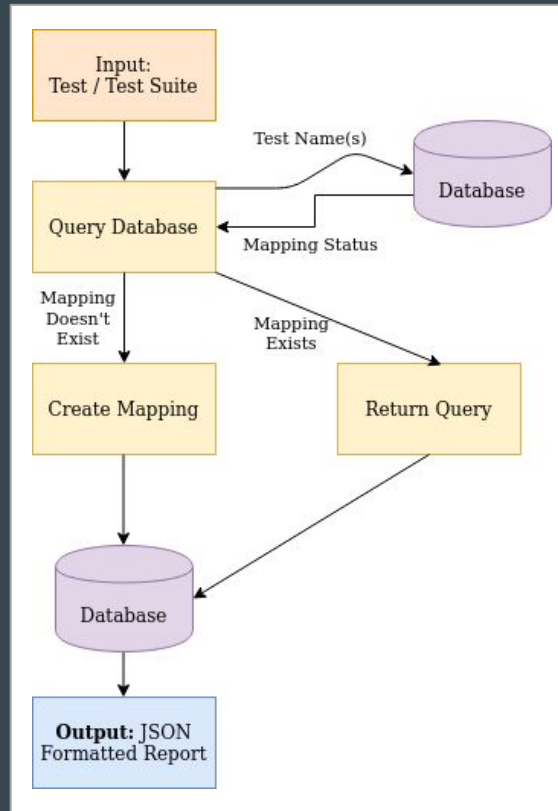 Input:
Test / Test Suite
Test Name(s)
Database
Query Database
Mapping Status
Mapping
Doesn't
Exist
Mapping
Exists
Create Mapping
Return Query
Database
Output: JSON
Formatted Report